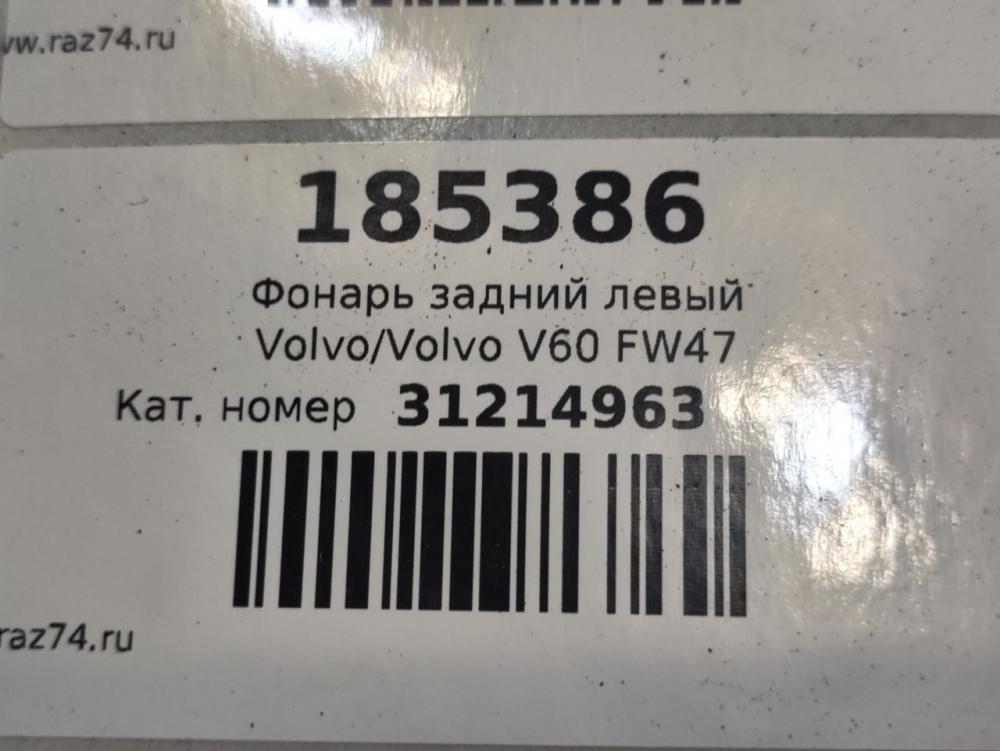 www.raz74.ru
185386
Фонарь задний левый
Volvo/Volvo V60 FW47
Кат. номер 31214963
raz74.ru